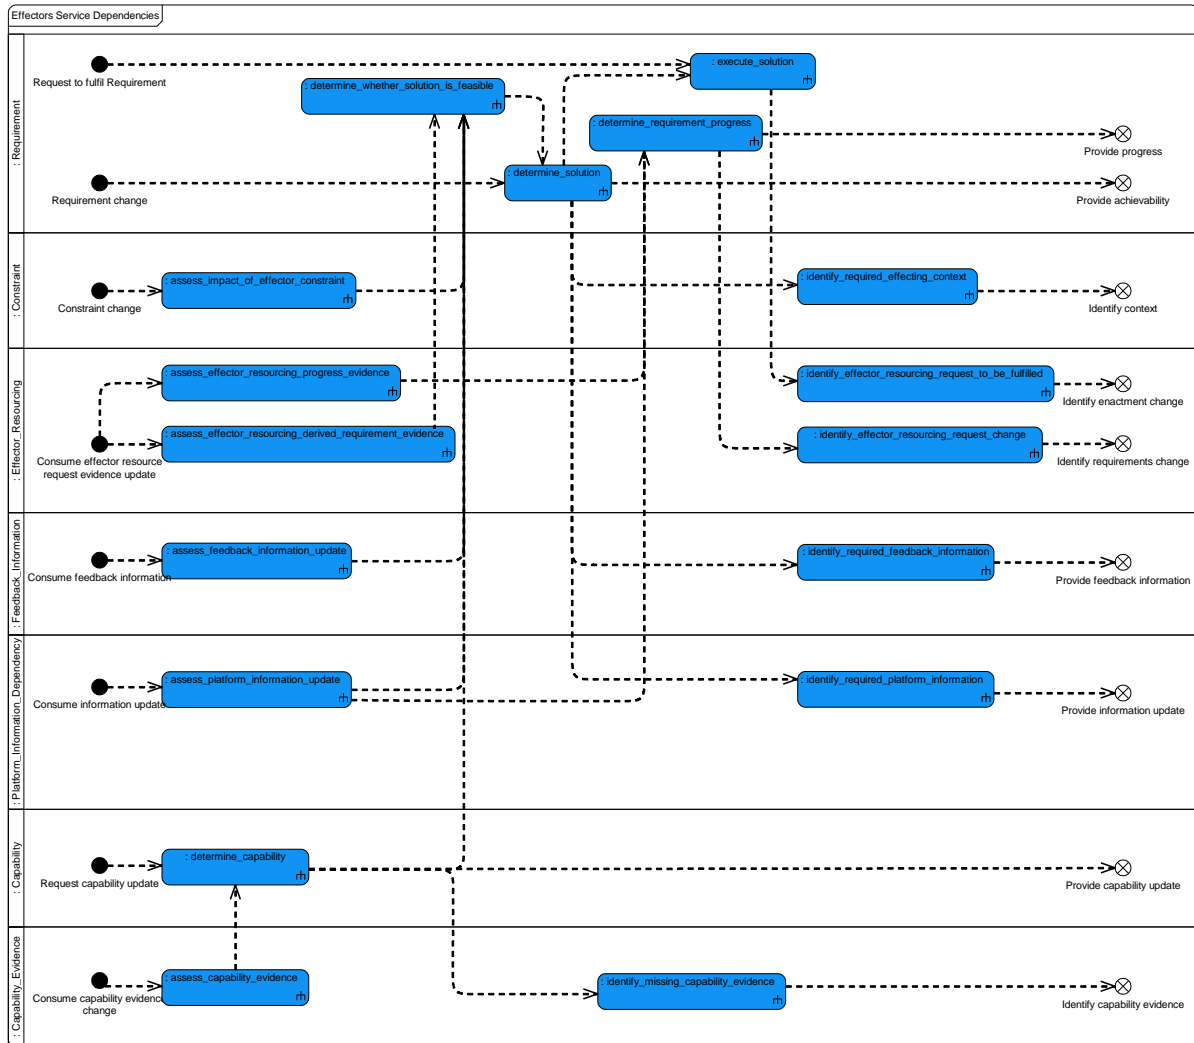 Effectors Service Dependencies
: Requirement
Request to fulfil Requirement
: execute_solution
: determine_whether_solution_is_feasible
: determine_requirement_progress
Provide progress
: determine_solution
Requirement change
Provide achievability
: Constraint
: assess_impact_of_effector_constraint
: identify_required_effecting_context
Constraint change
Identify context
: Effector_Resourcing
: assess_effector_resourcing_progress_evidence
: identify_effector_resourcing_request_to_be_fulfilled
Identify enactment change
: assess_effector_resourcing_derived_requirement_evidence
: identify_effector_resourcing_request_change
Consume effector resource
request evidence update
Identify requirements change
: Feedback_Information
: assess_feedback_information_update
: identify_required_feedback_information
Consume feedback information
Provide feedback information
: Platform_Information_Dependency
: assess_platform_information_update
: identify_required_platform_information
Consume information update
Provide information update
: Capability
: determine_capability
Request capability update
Provide capability update
: Capability_Evidence
: assess_capability_evidence
: identify_missing_capability_evidence
Consume capability evidence
change
Identify capability evidence